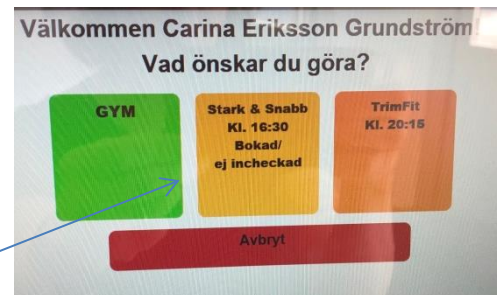 Välkommen Carina Eriksson Grundström
Vad önskar du göra?
GYM
Stark & Snabb
Kl. 16:30
Bokad/
ej incheckad
TrimFit
Kl. 20:15
Avbryt